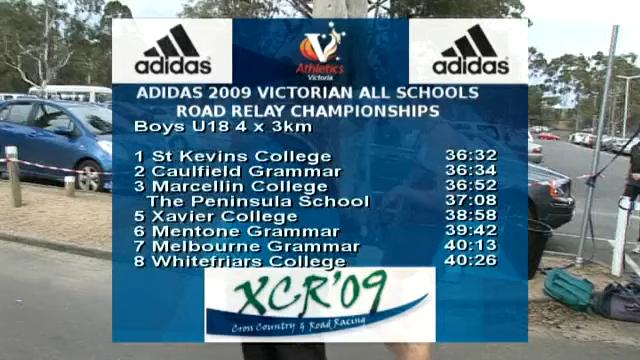 adidas
Athletics
Victoria
adidas
ADIDAS 2009 VICTORIAN ALL SCHOOLS
ROAD RELAY CHAMPIONSHIPS
Boys U18 4 x 3km
1 St Kevins College 36:32
2 Caulfield Grammar 36:34
3 Marcellin College 36:52
The Peninsula School 37:08
5 Xavier College 38:58
6 Mentone Grammar 39:42
7 Melbourne Grammar 40:13
8 Whitefriars College 40:26
XCR'09
Cross Country & Road Racing